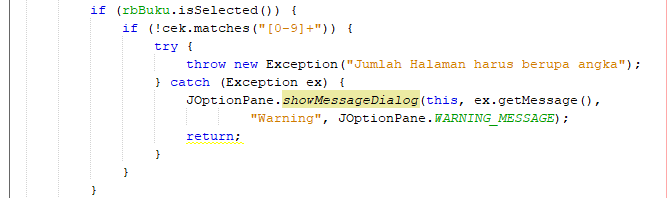 if (rbBuku.isSelected()) {
if (!cek.matches("[0-9]+")) {
try {
throw new Exception("Jumlah Halaman harus berupa angka");
} catch (Exception ex) {
JOptionPane.showMessageDialog(this, ex.getMessage(),
"Warning", JOptionPane.WARNING_MESSAGE);
return;
}
}
}